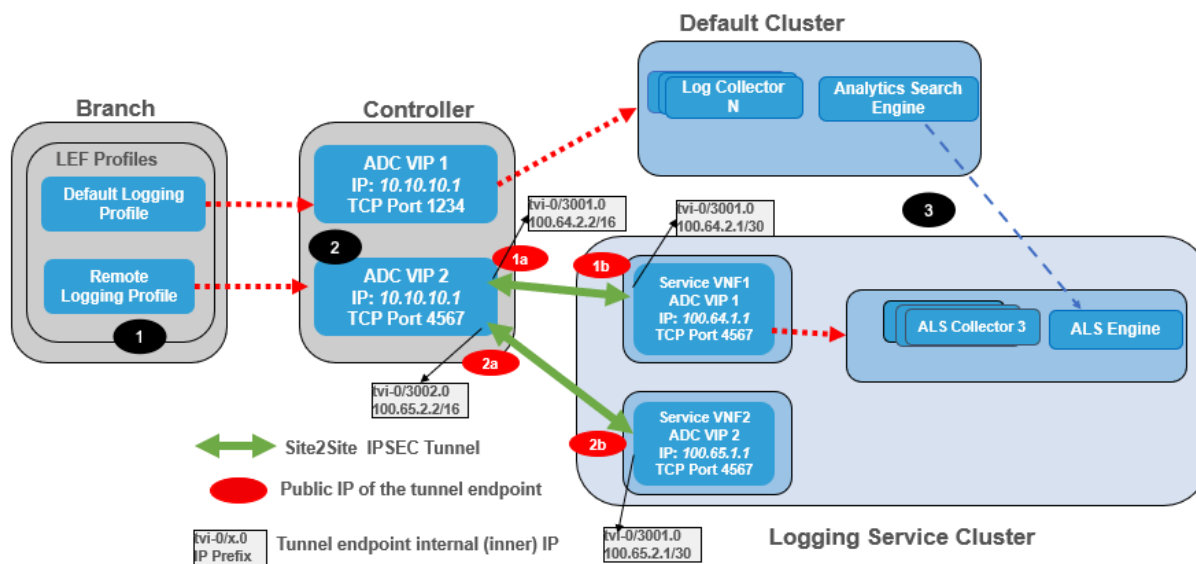 Default Cluster
Log Collector
N
Analytics Search
Engine
Branch
Controller
LEF Profiles
Default Logging
Profile
Remote
Logging Profile
1
ADC VIP 1
IP: 10.10.10.1
TCP Port 1234
2
ADC VIP 2
IP: 10.10.10.1
TCP Port 4567
tvi-0/3001.0
100.64.2.2/16
tvi-0/3001.0
100.64.2.1/30
3
1a
1b
2a
2b
tvi-0/3002.0
100.65.2.2/16
Service VNF1
ADC VIP 1
IP: 100.64.1.1
TCP Port 4567
ALS Collector 3
ALS Engine
Service VNF2
ADC VIP 2
IP: 100.65.1.1
TCP Port 4567
tvI-0/3001.0
100.65.2.1/30
Logging Service Cluster
Site2Site IPSEC Tunnel
Public IP of the tunnel endpoint
tvi-0/x.0
IP Prefix
Tunnel endpoint internal (inner) IP